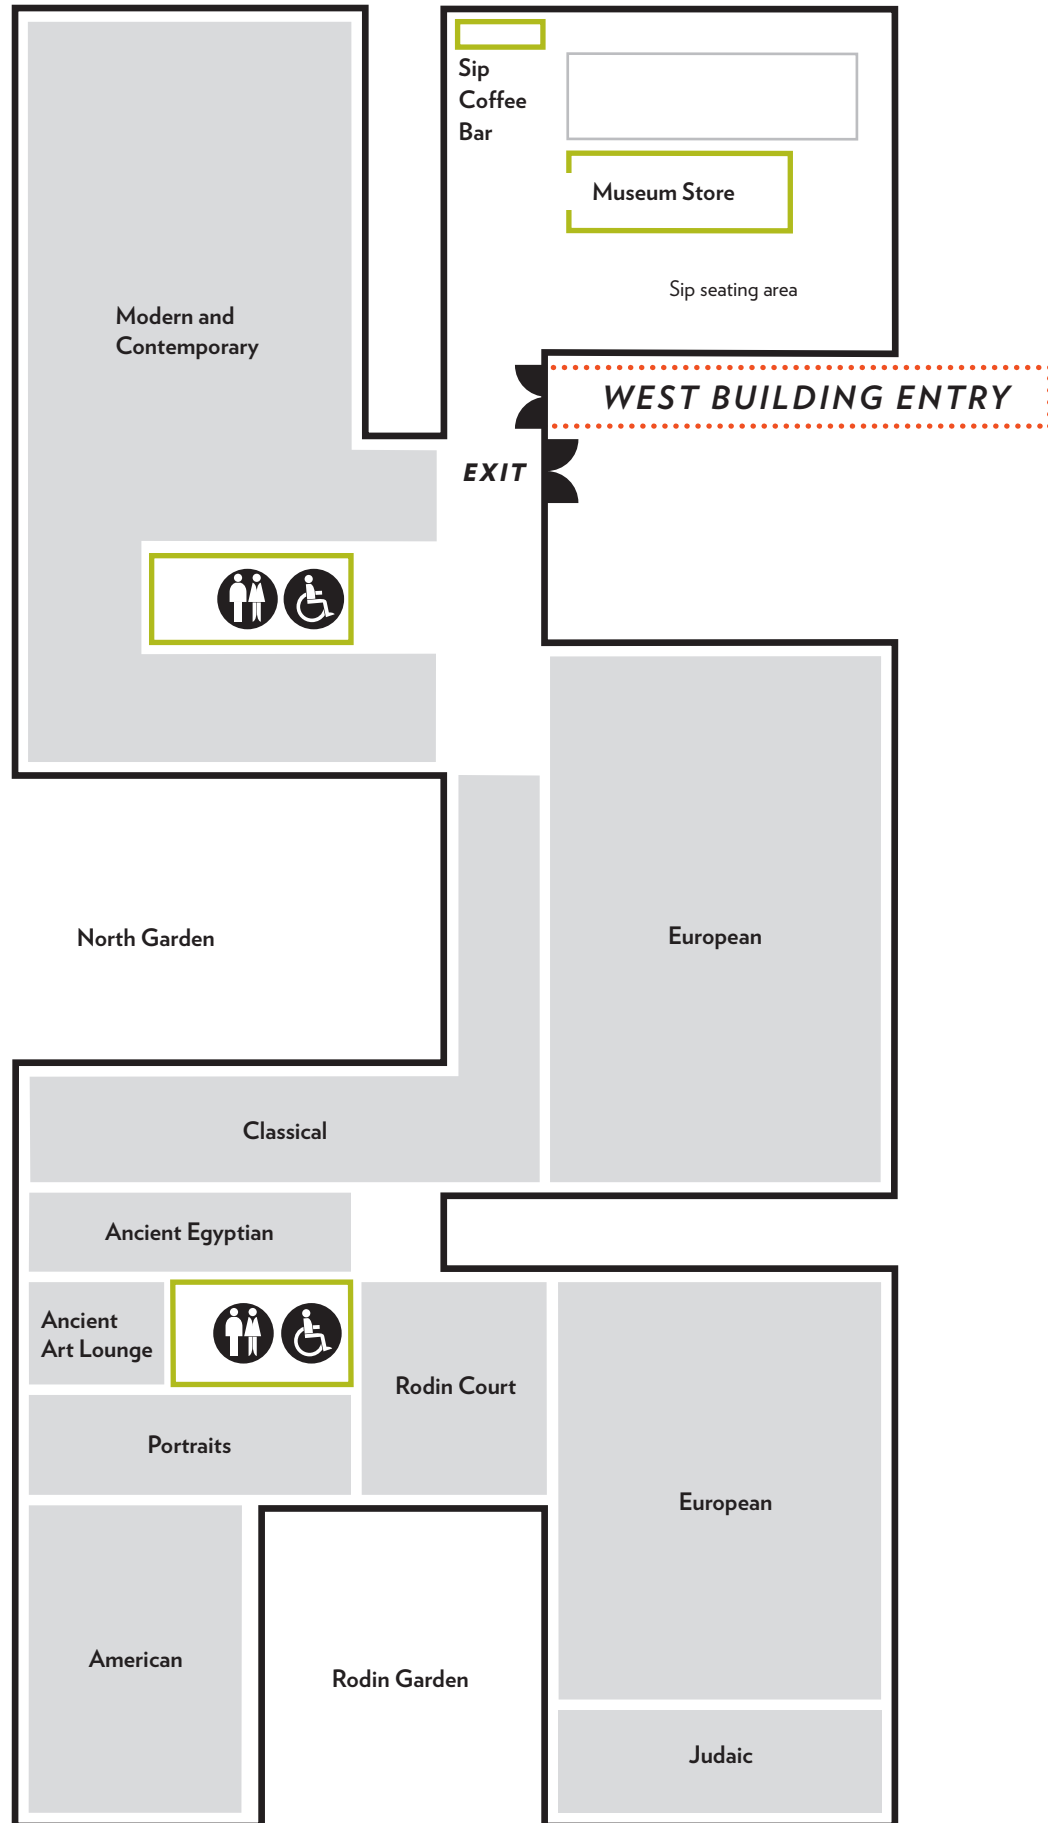 Sip
Coffee
Bar
Museum Store
Sip seating area
Modern and
Contemporary
WEST BUILDING ENTRY
EXIT
North Garden
European
Classical
Ancient Egyptian
Ancient
Art Lounge
Rodin Court
Portraits
European
American
Rodin Garden
Judaic